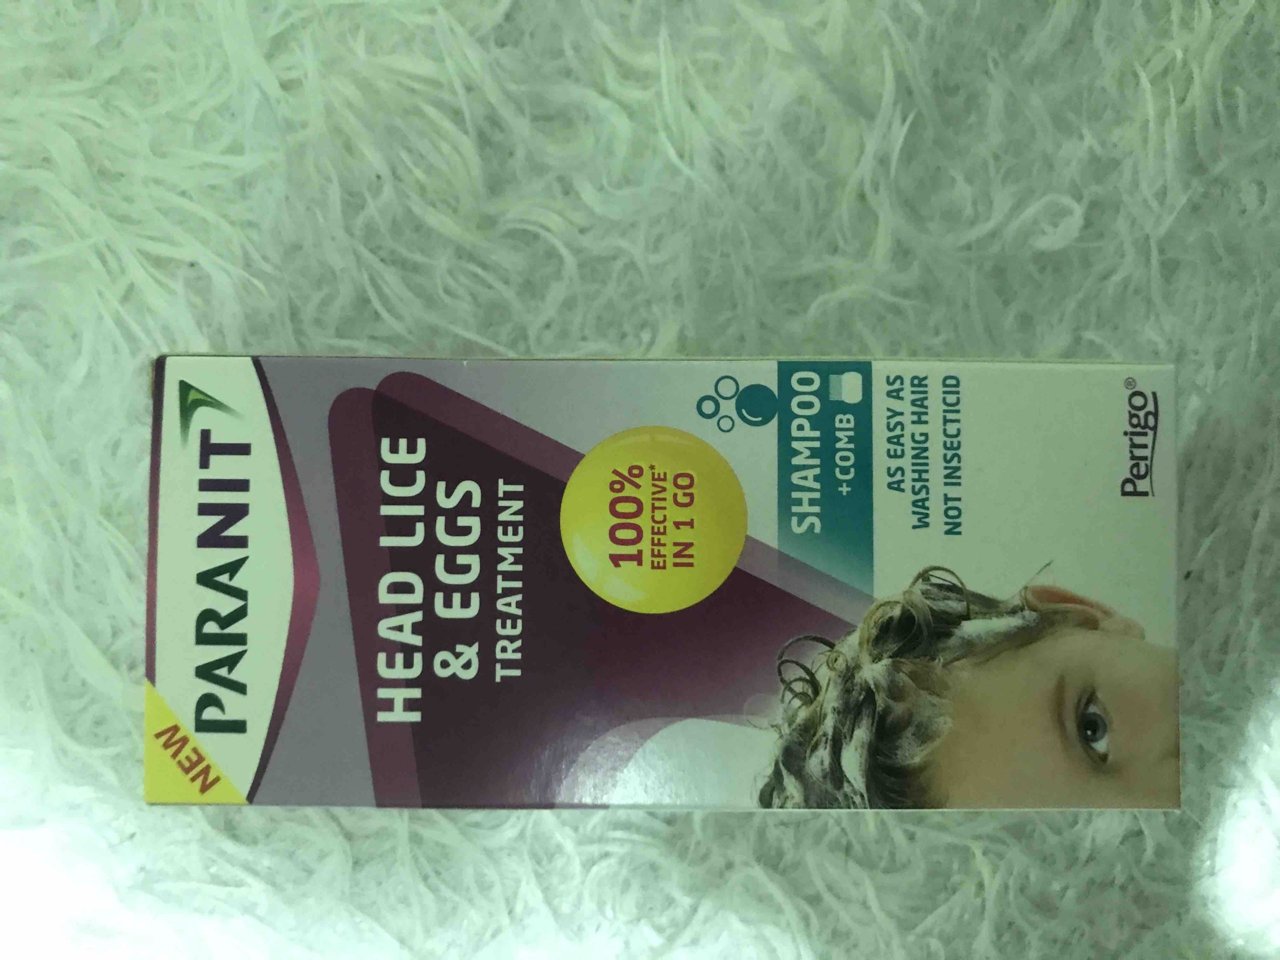 NEW
PARANIT
HEAD LICE
& EGGS
TREATMENT
100%
EFFECTIVE*
IN 1 GO
SHAMPOO
+COMB
AS EASY AS
WASHING HAIR
NOT INSECTICID
Perrigo®